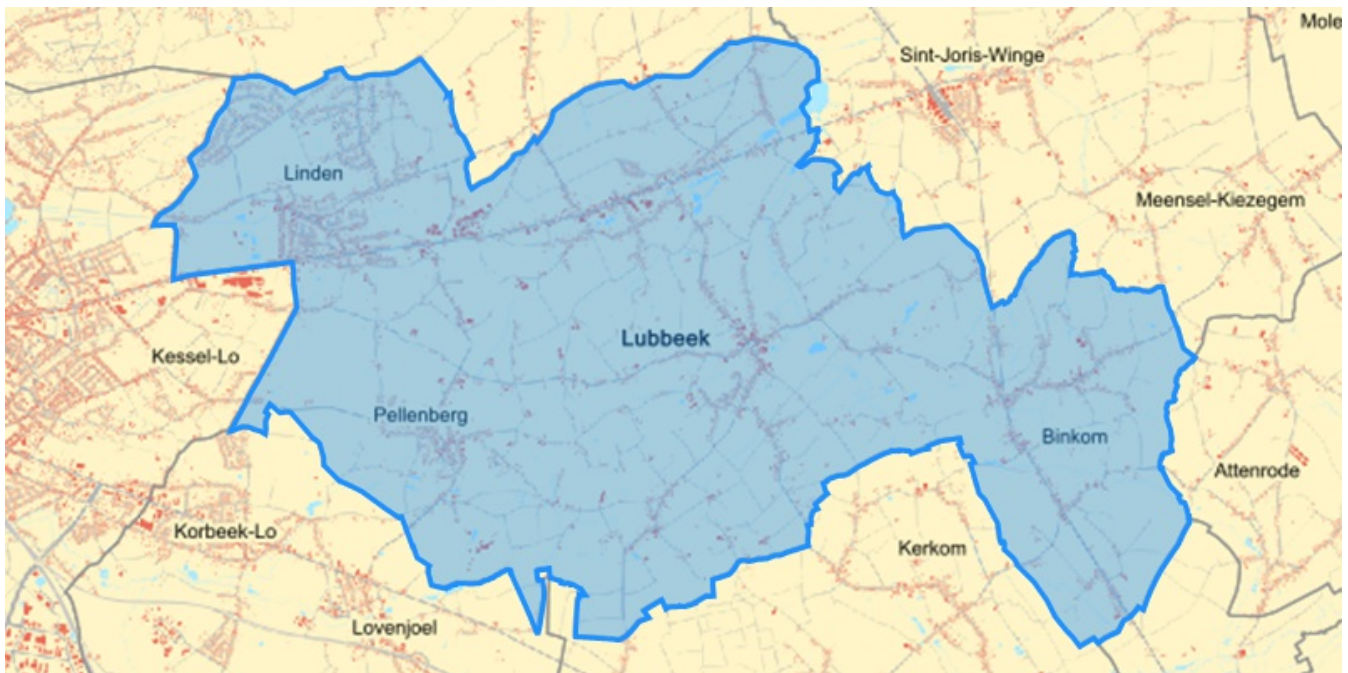 Mole
Sint-Joris-Winge
Linden
Meensel-Kiezegem
Lubbeek
Kessel-Lo
Pellenberg
Binkom
Attenrode
Korbeek-Lo
Kerkom
Lovenjoel